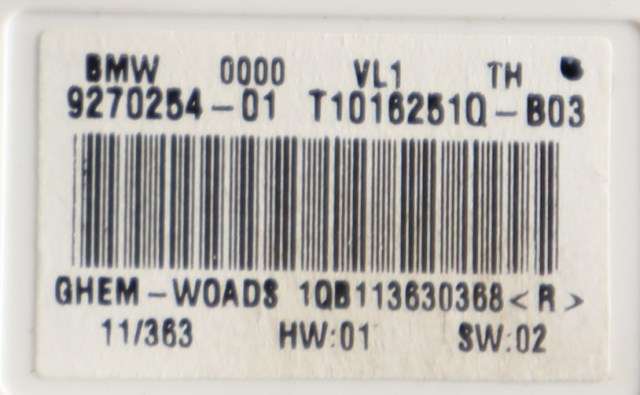 BMW 0000 VL1 TH
9270254-01 T1016251Q-B03
GHEM-WOADS 1QB113630368<R>
11/363 HW:01 SW:02